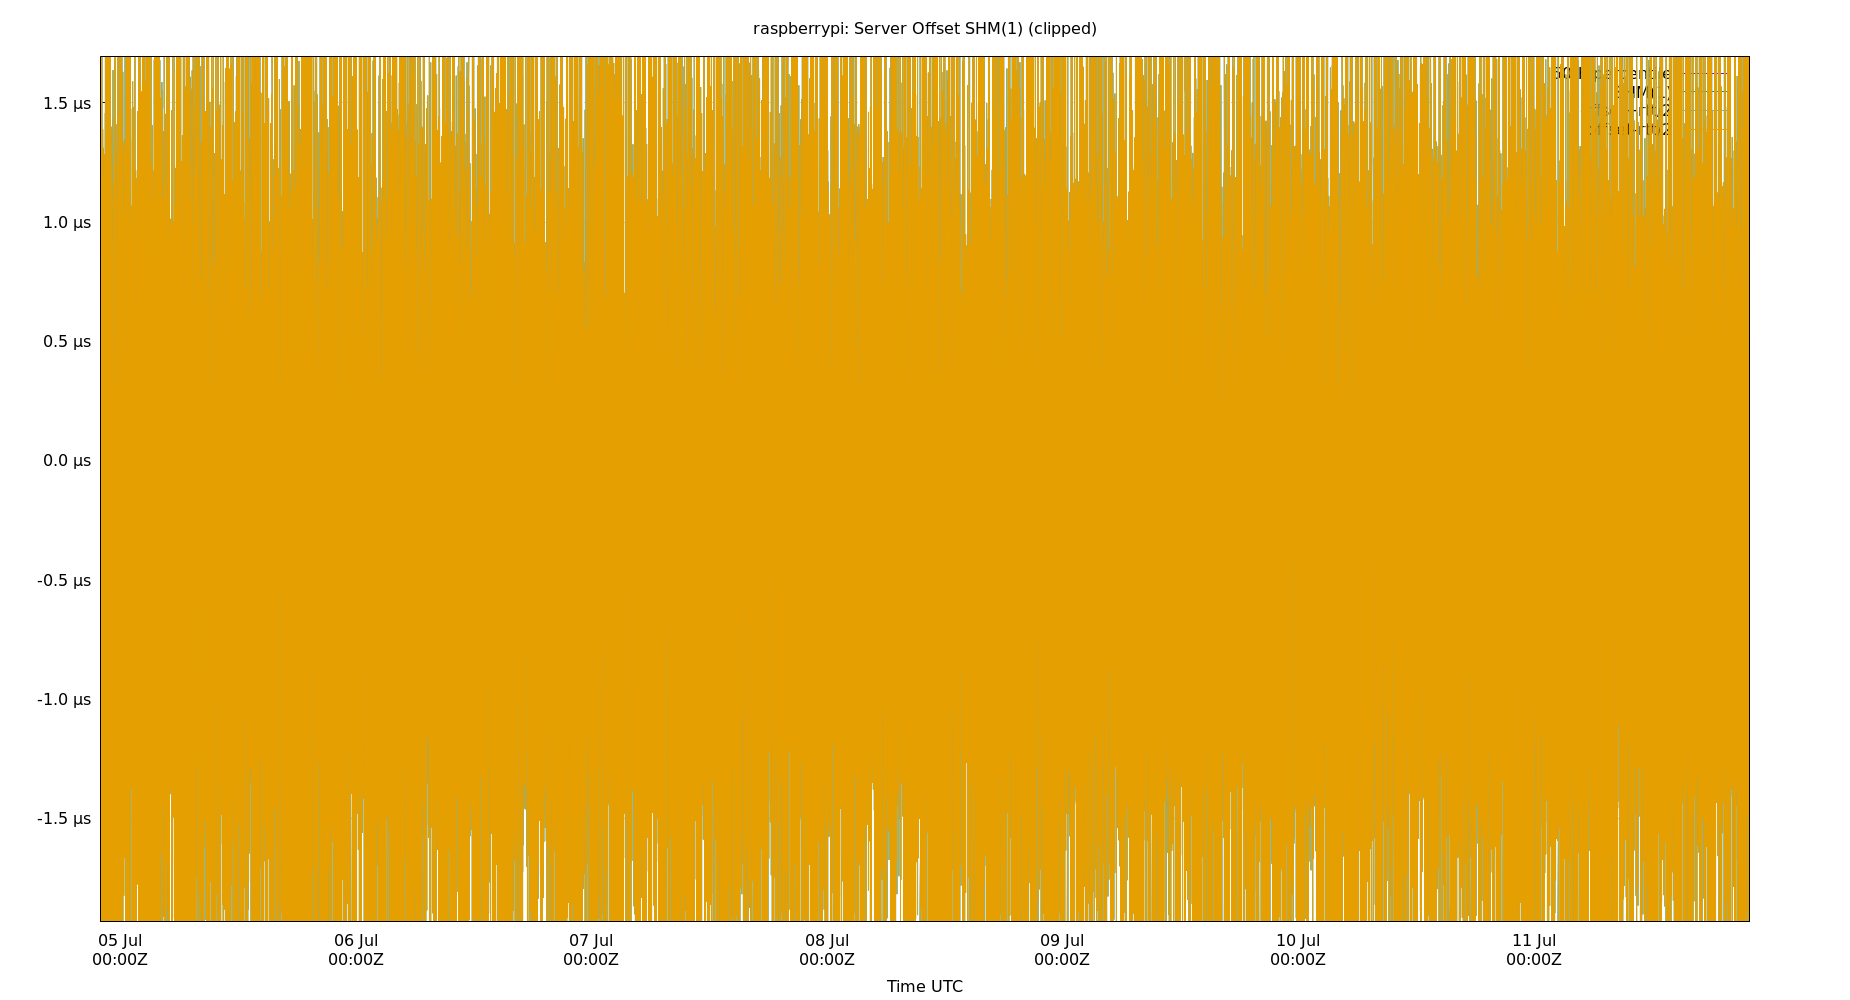 raspberrypi: Server Offset SHM(1) (clipped)
1.5 µs
1.0 µs
0.5 µs
0.0 µs
-0.5 µs
-1.0 µs
-1.5 µs
05 Jul 06 Jul 07 Jul 08 Jul 09 Jul 10 Jul 11 Jul
00:00Z 00:00Z 00:00Z 00:00Z 00:00Z 00:00Z 00:00Z
Time UTC